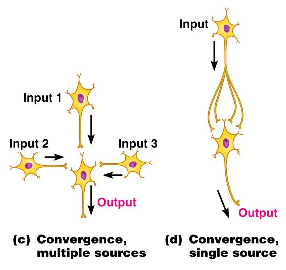 Input
Input 1
Input 2
Input 3
Output
Output
(c) Convergence, multiple sources
(d) Convergence, single source